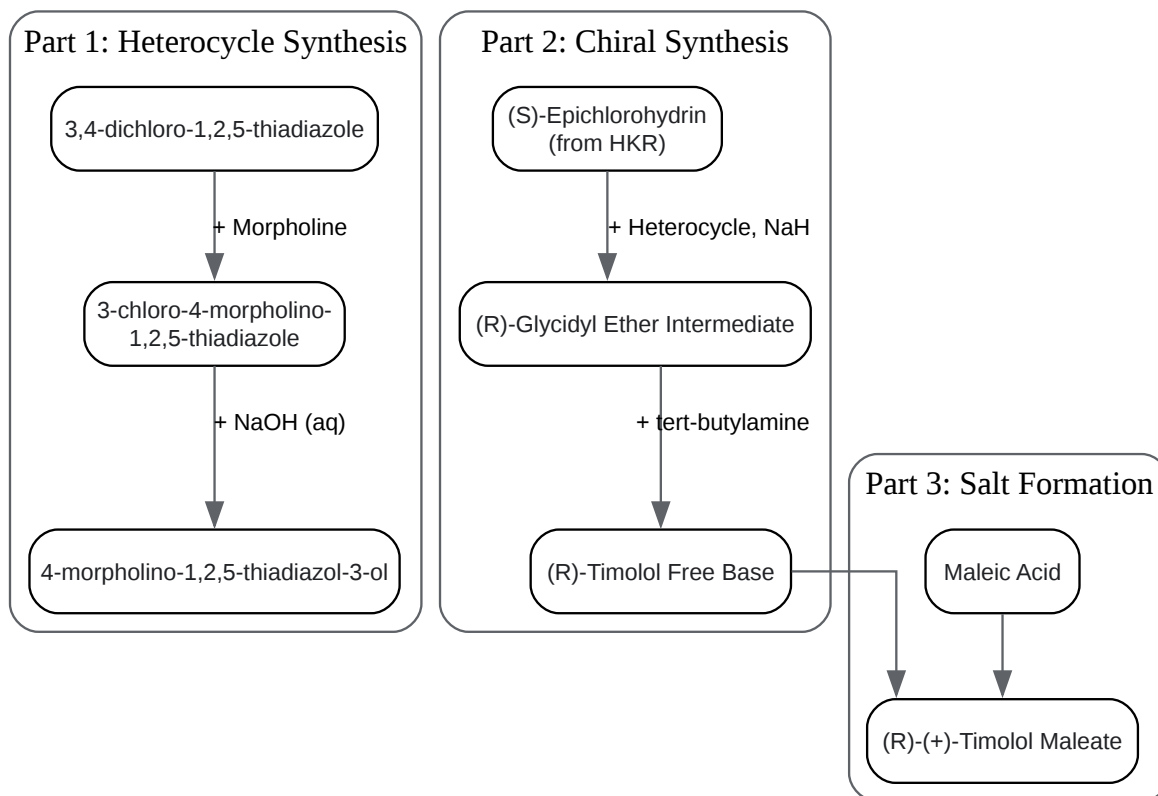 Part 1: Heterocycle Synthesis
3,4-dichloro-1,2,5-thiadiazole
+ Morpholine
3-chloro-4-morpholino-
1,2,5-thiadiazole
+ NaOH (aq)
4-morpholino-1,2,5-thiadiazol-3-ol
Part 2: Chiral Synthesis
(S)-Epichlorohydrin
(from HKR)
+ Heterocycle, NaH
(R)-Glycidyl Ether Intermediate
+ tert-butylamine
(R)-Timolol Free Base
Part 3: Salt Formation
Maleic Acid
(R)-(+)-Timolol Maleate